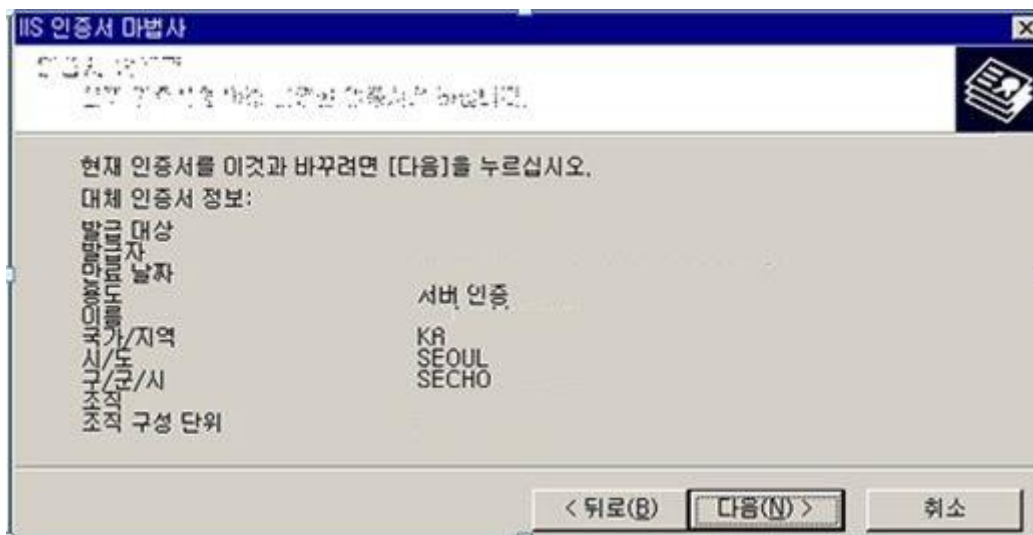 IIS 인증서 마법사
현재 인증서를 이것과 바꾸려면 [다음]을 누르십시오.
대체 인증서 정보:
발급 대상
발급자
만료 날짜
용도 서버 인증
이름
국가/지역 KR
시/도 SEOUL
구/군/시 SECHO
조직
조직 구성 단위
< 뒤로(B) 다음(N) > 취소